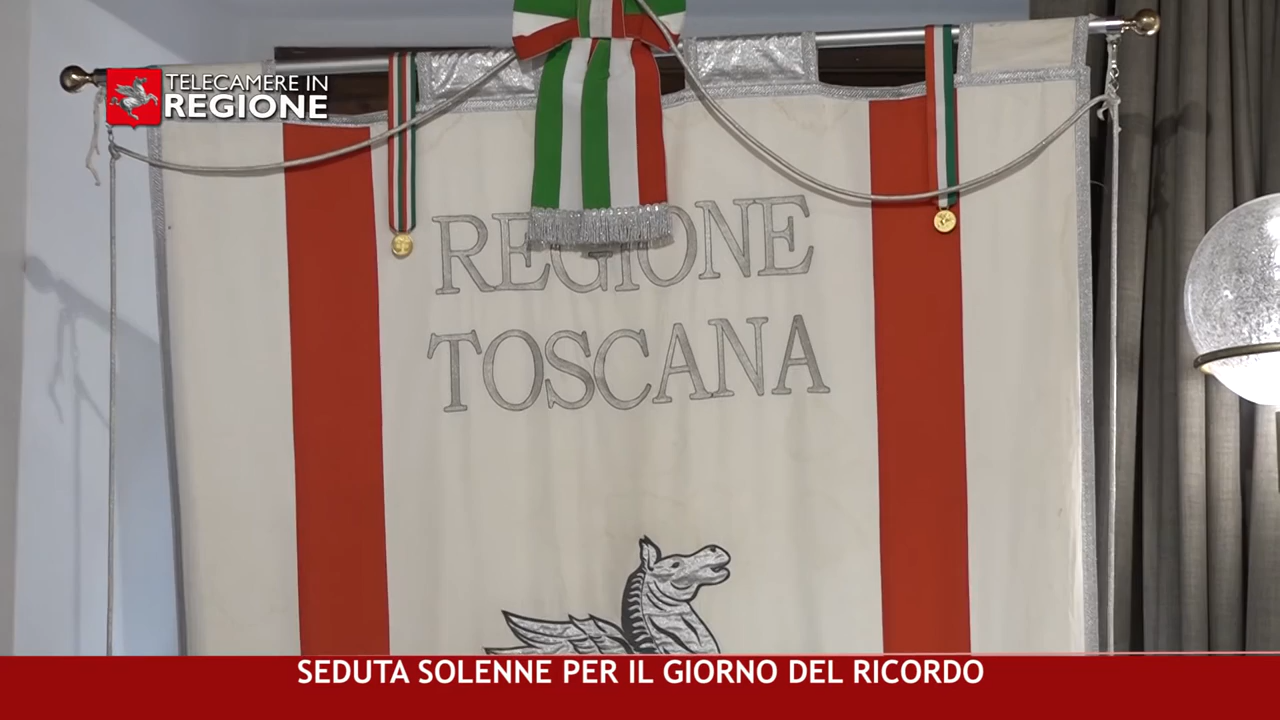 TELECAMERE IN
REGIONE
REGIONE
TOSCANA
SEDUTA SOLENNE PER IL GIORNO DEL RICORDO